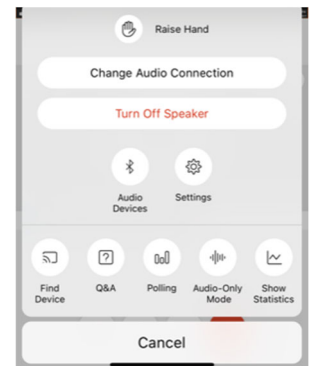 Raise Hand
Change Audio Connection
Turn Off Speaker
Audio
Devices
Settings
Find
Device
Q&A
Polling
Audio-Only
Mode
Show
Statistics
Cancel